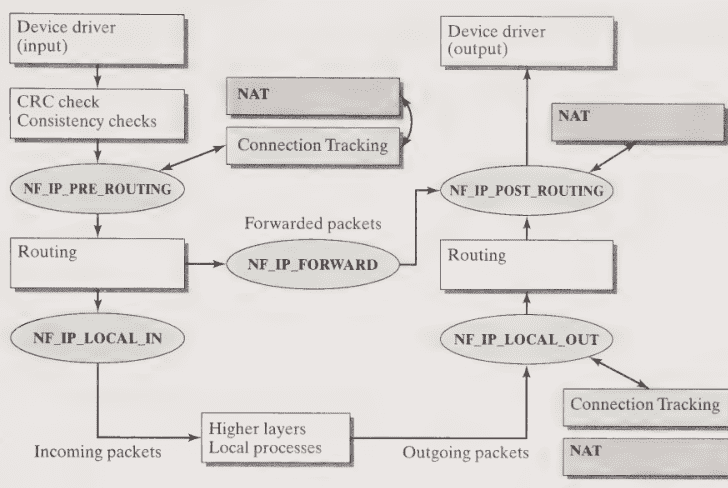 Device driver
(input)
Device driver
(output)
CRC check
Consistency checks
NAT
Connection Tracking
NAT
NF_IP_PRE_ROUTING
NF_IP_POST_ROUTING
Forwarded packets
Routing
NF_IP_FORWARD
Routing
NF_IP_LOCAL_IN
NF_IP_LOCAL_OUT
Higher layers
Local processes
Incoming packets
Outgoing packets
Connection Tracking
NAT